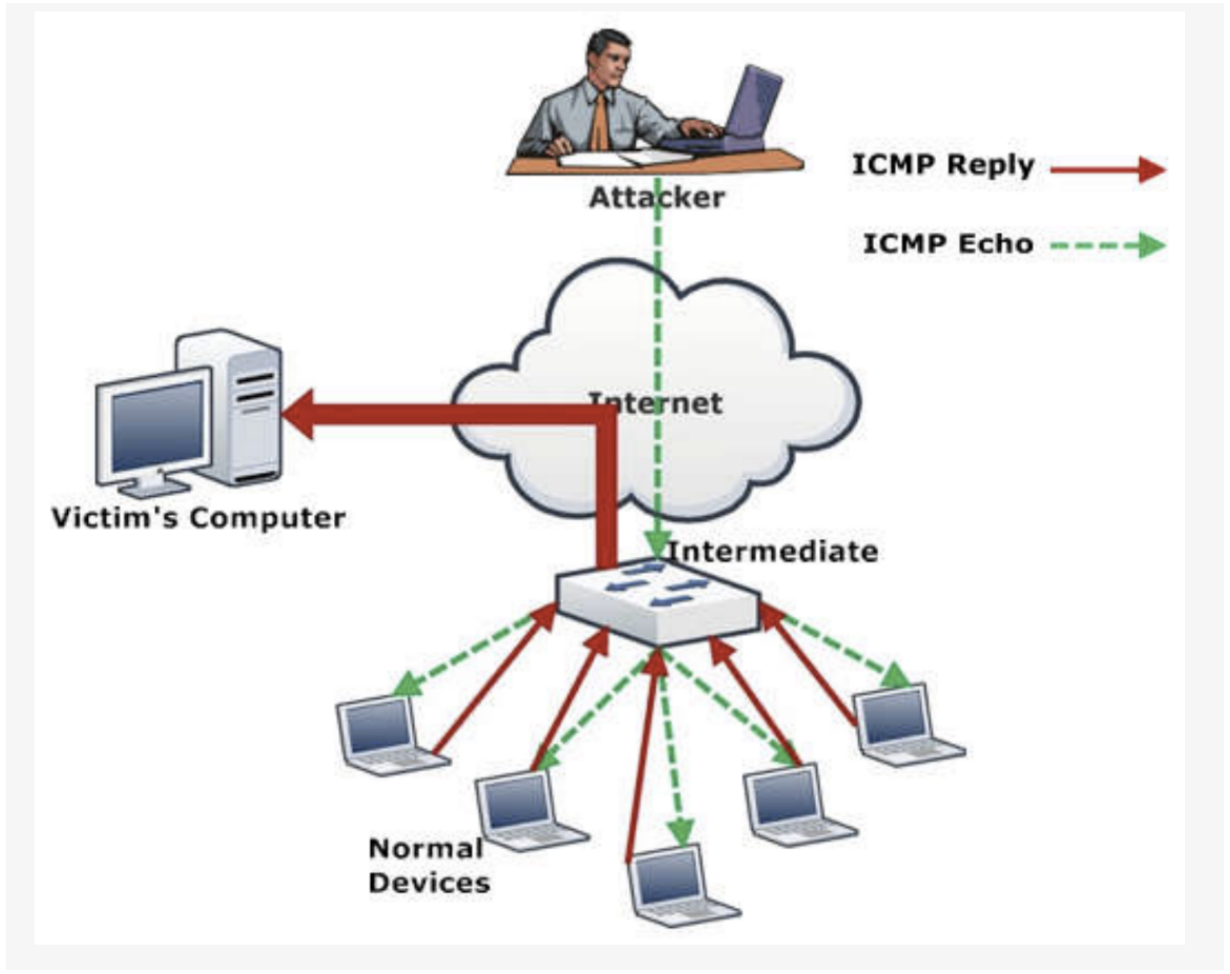 Attacker
ICMP Reply
ICMP Echo
Internet
Victim's Computer
Intermediate
Normal
Devices